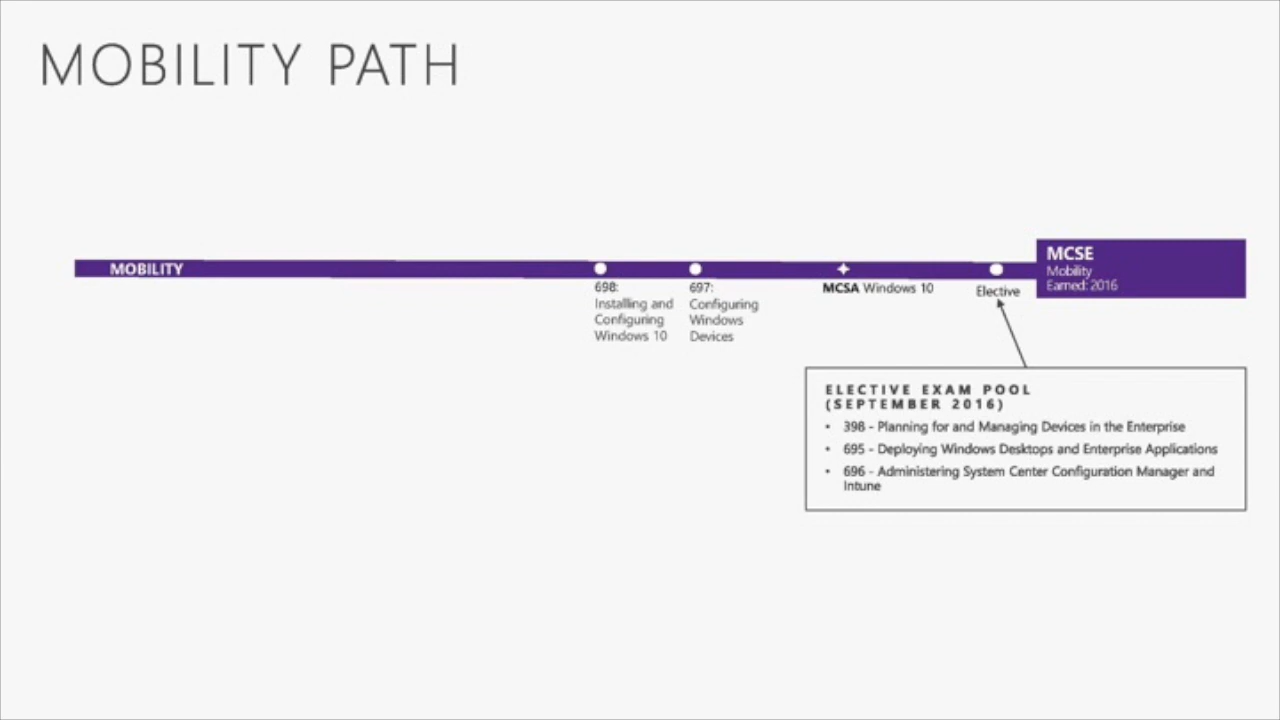 MOBILITY PATH
MOBILITY
698:
Installing and
Configuring
Windows 10
697:
Configuring
Windows
Devices
MCSA Windows 10
Elective
MCSE
Mobility
Earned: 2016
ELECTIVE EXAM POOL
(SEPTEMBER 2016)
• 398 - Planning for and Managing Devices in the Enterprise
• 695 - Deploying Windows Desktops and Enterprise Applications
• 696 - Administering System Center Configuration Manager and
Intune